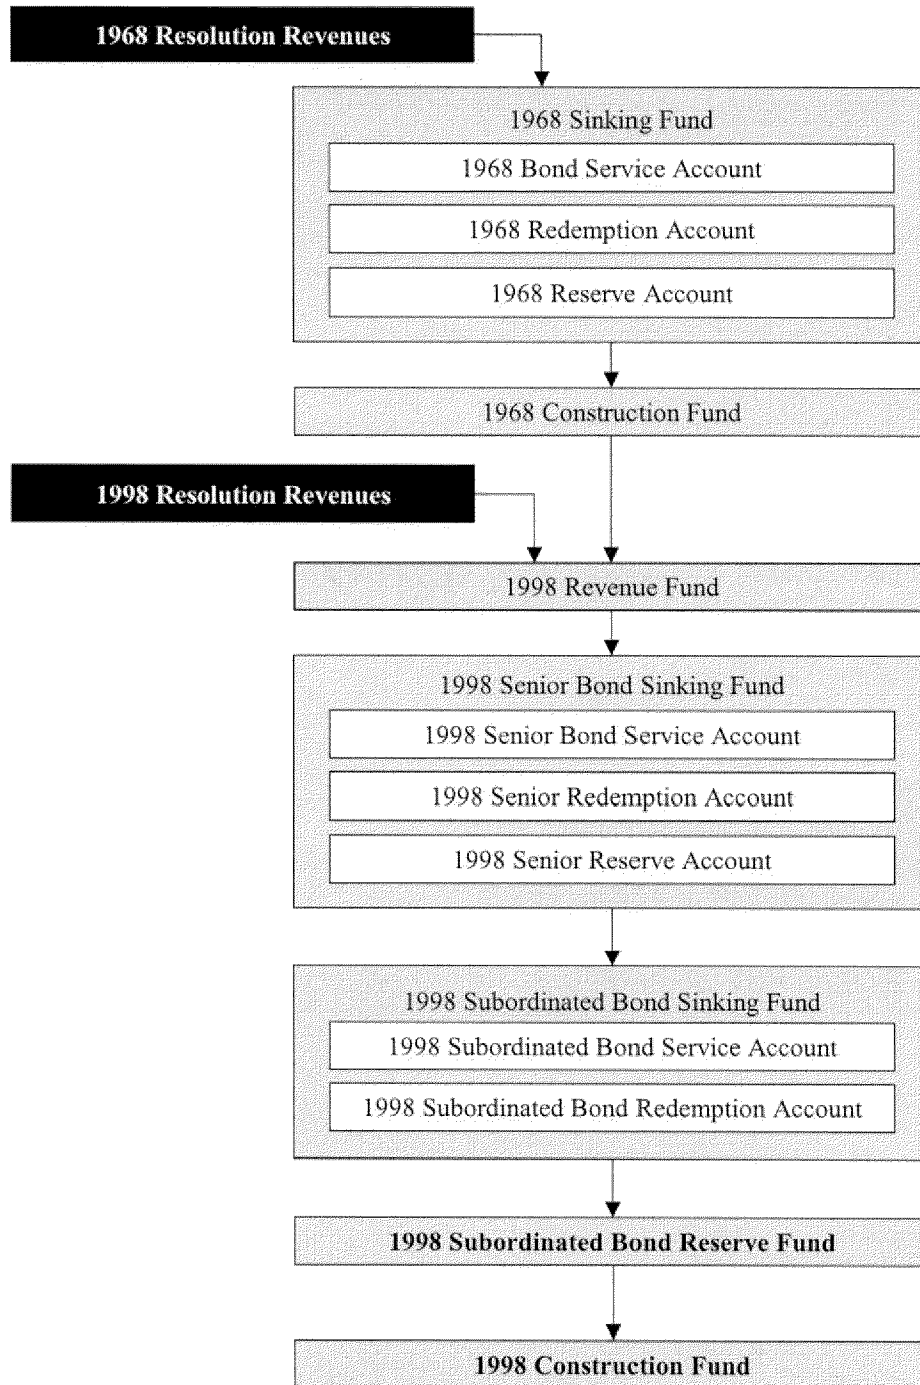 1968 Resolution Revenues
1968 Sinking Fund
1968 Bond Service Account
1968 Redemption Account
1968 Reserve Account
1968 Construction Fund
1998 Resolution Revenues
1998 Revenue Fund
1998 Senior Bond Sinking Fund
1998 Senior Bond Service Account
1998 Senior Redemption Account
1998 Senior Reserve Account
1998 Subordinated Bond Sinking Fund
1998 Subordinated Bond Service Account
1998 Subordinated Bond Redemption Account
1998 Subordinated Bond Reserve Fund
1998 Construction Fund